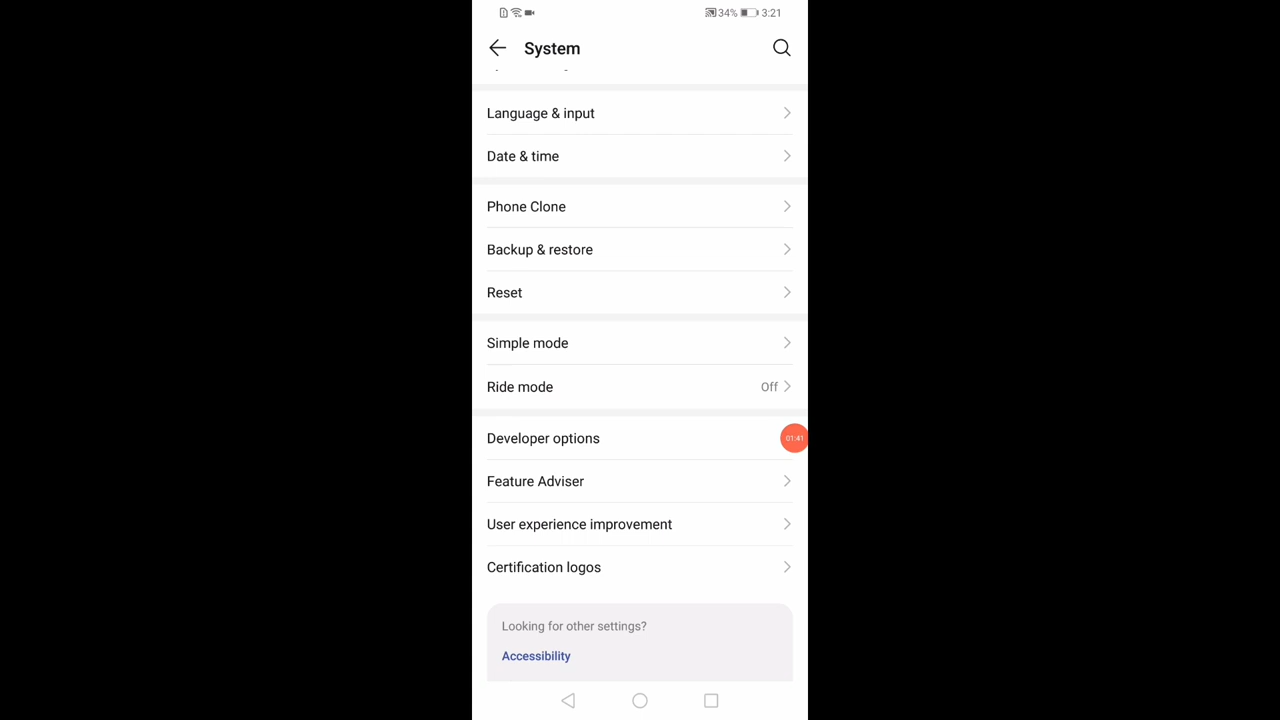 34% 3:21
System
Language & input
Date & time
Phone Clone
Backup & restore
Reset
Simple mode
Ride mode Off
Developer options 01:41
Feature Adviser
User experience improvement
Certification logos
Looking for other settings?
Accessibility